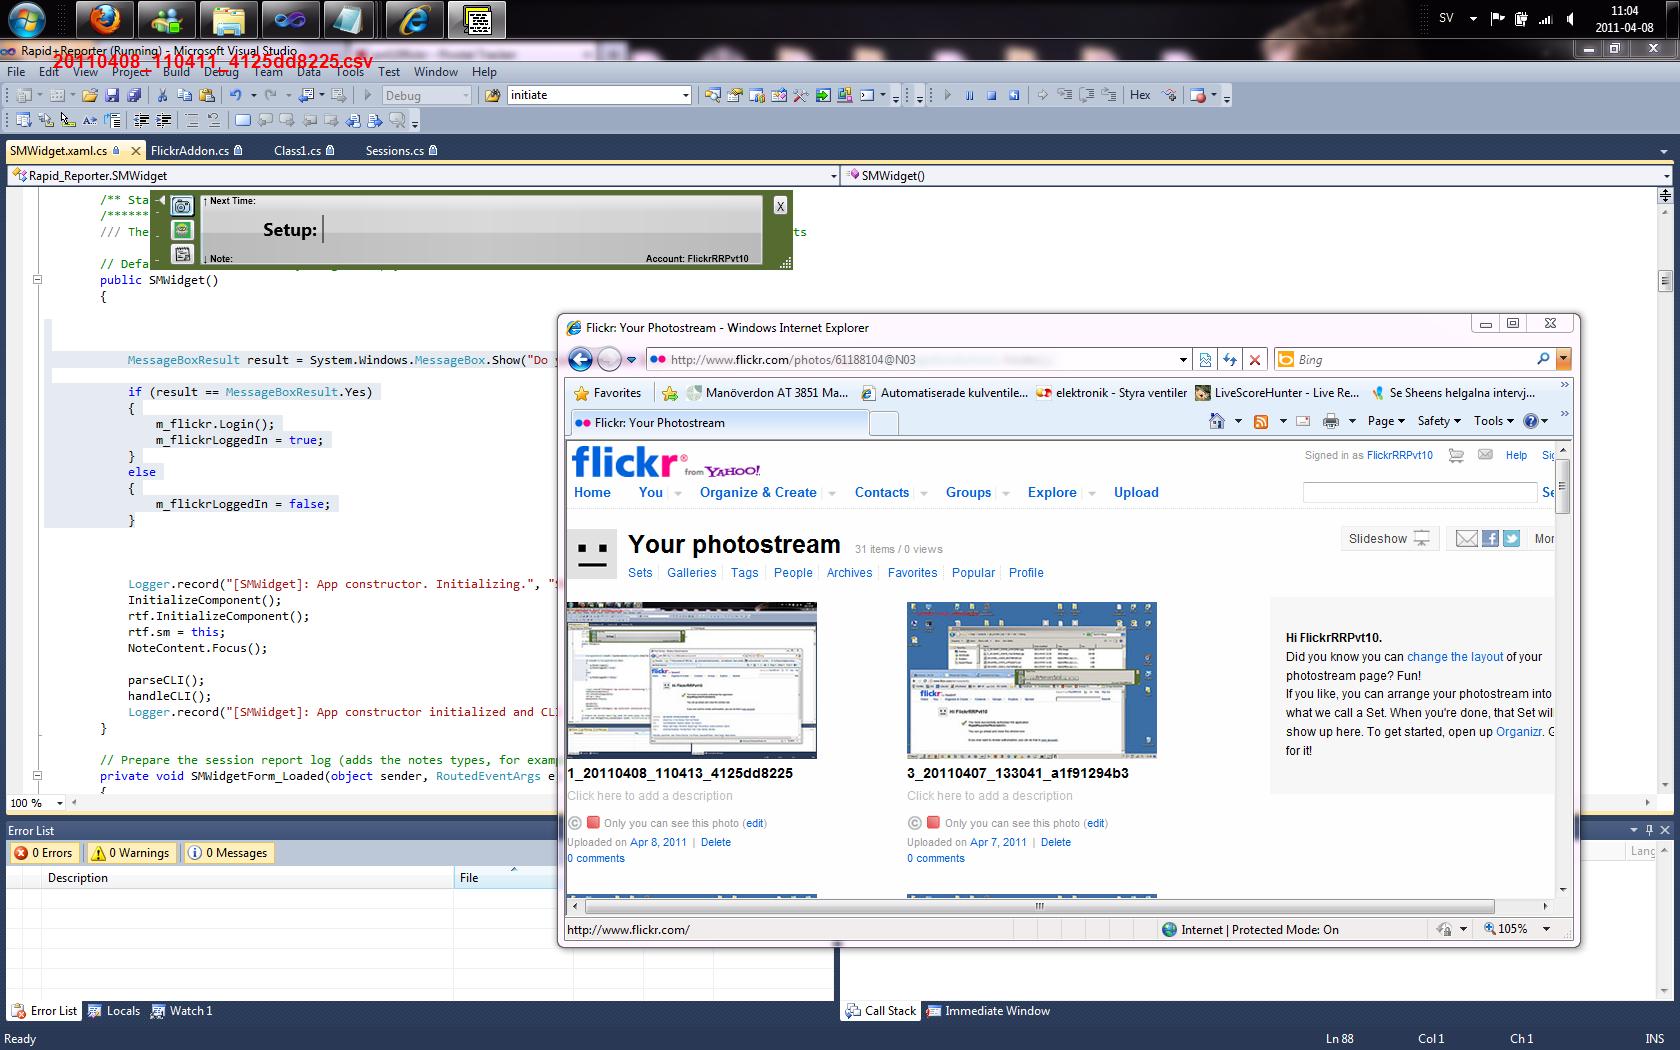 SV
11:04
2011-04-08
Rapid+Reporter (Running) - Microsoft Visual Studio
20110408_110411_4125dd8225.csv
File Edit View Project Build Debug Team Data Tools Test Window Help
Debug
initiate
Hex
SMWidget.xaml.cs
FlickrAddon.cs
Class1.cs
Sessions.cs
Rapid_Reporter.SMWidget
SMWidget()
/** Sta
/*******
/// The
ts
// Defa
↑ Next Time:
Setup:
↓ Note:
Account: FlickrRRPvt10
X
public SMWidget()
{
MessageBoxResult result = System.Windows.MessageBox.Show("Do y
if (result == MessageBoxResult.Yes)
{
m_flickr.Login();
m_flickrLoggedIn = true;
}
else
{
m_flickrLoggedIn = false;
}
Logger.record("[SMWidget]: App constructor. Initializing.", "S
InitializeComponent();
rtf.InitializeComponent();
rtf.sm = this;
NoteContent.Focus();
parseCLI();
handleCLI();
Logger.record("[SMWidget]: App constructor initialized and CLI
}
// Prepare the session report log (adds the notes types, for examp
private void SMWidgetForm_Loaded(object sender, RoutedEventArgs e
{
100 %
Flickr: Your Photostream - Windows Internet Explorer
http://www.flickr.com/photos/61188104@N03
Bing
Favorites
Manöverdon AT 3851 Ma...
Automatiserade kulventile...
elektronik - Styra ventiler
LiveScoreHunter - Live Re...
Se Sheens helgalna intervj...
Flickr: Your Photostream
Page
Safety
Tools
flickr from YAHOO!
Signed in as FlickrRRPvt10
Help
Sig
Home You Organize & Create Contacts Groups Explore Upload
Se
Your photostream
31 items / 0 views
Slideshow
Mor
Sets Galleries Tags People Archives Favorites Popular Profile
1_20110408_110413_4125dd8225
Click here to add a description
Only you can see this photo (edit)
Uploaded on Apr 8, 2011 | Delete
0 comments
3_20110407_133041_a1f91294b3
Click here to add a description
Only you can see this photo (edit)
Uploaded on Apr 7, 2011 | Delete
0 comments
Hi FlickrRRPvt10.
Did you know you can change the layout of your
photostream page? Fun!
If you like, you can arrange your photostream into
what we call a Set. When you're done, that Set will
show up here. To get started, open up Organizr. G
for it!
http://www.flickr.com/
Internet | Protected Mode: On
105%
Error List
0 Errors
0 Warnings
0 Messages
Description
File
Lang
Error List
Locals
Watch 1
Call Stack
Immediate Window
Ready
Ln 88
Col 1
Ch 1
INS